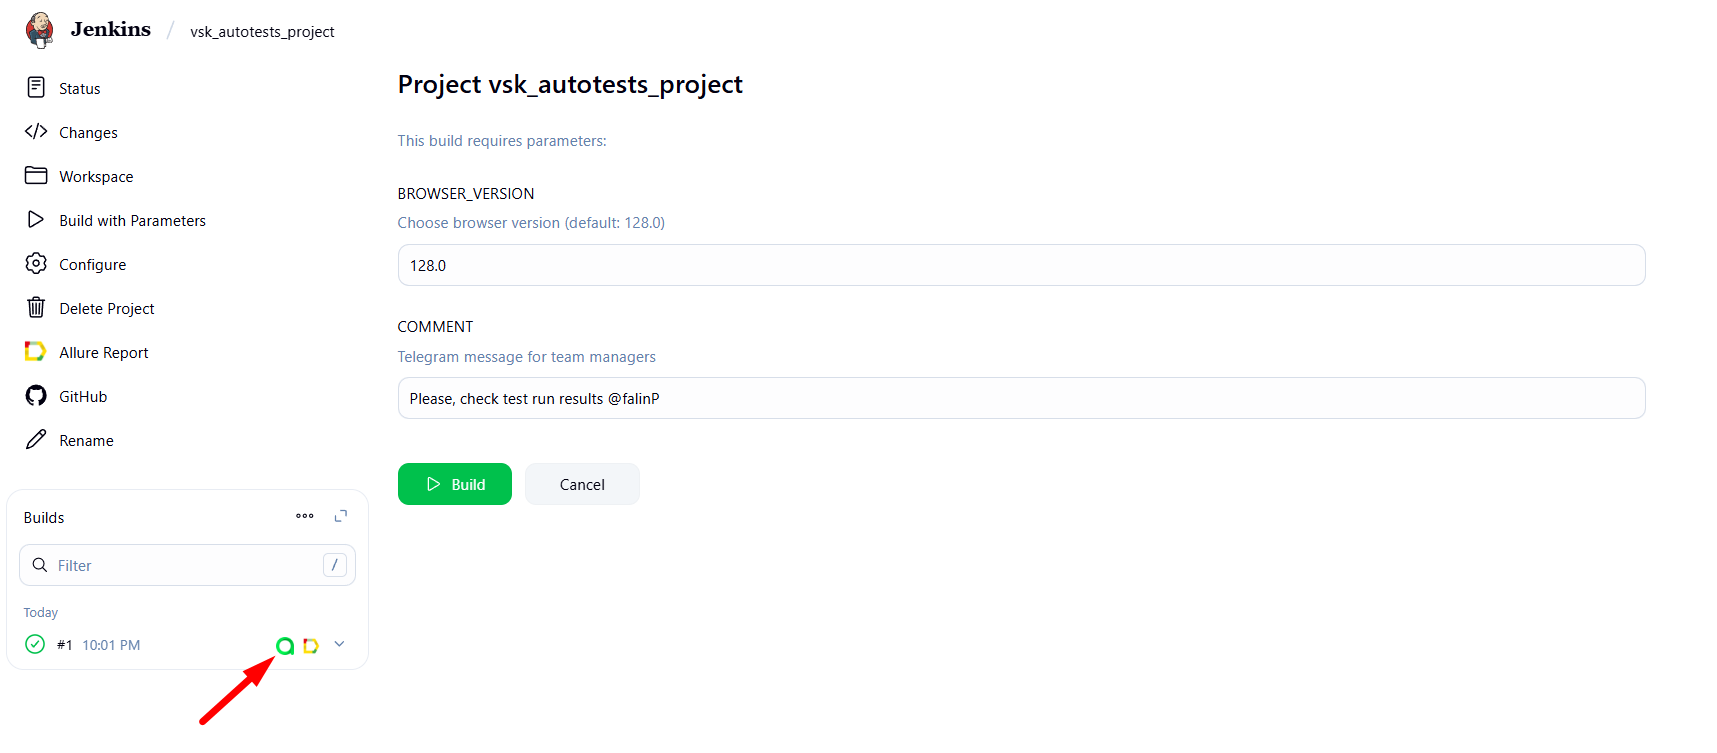 Jenkins / vsk_autotests_project
Status
Changes
Workspace
Build with Parameters
Configure
Delete Project
Allure Report
GitHub
Rename
Builds
Filter /
Today
#1 10:01 PM
Project vsk_autotests_project
This build requires parameters:
BROWSER_VERSION
Choose browser version (default: 128.0)
128.0
COMMENT
Telegram message for team managers
Please, check test run results @falinP
Build Cancel